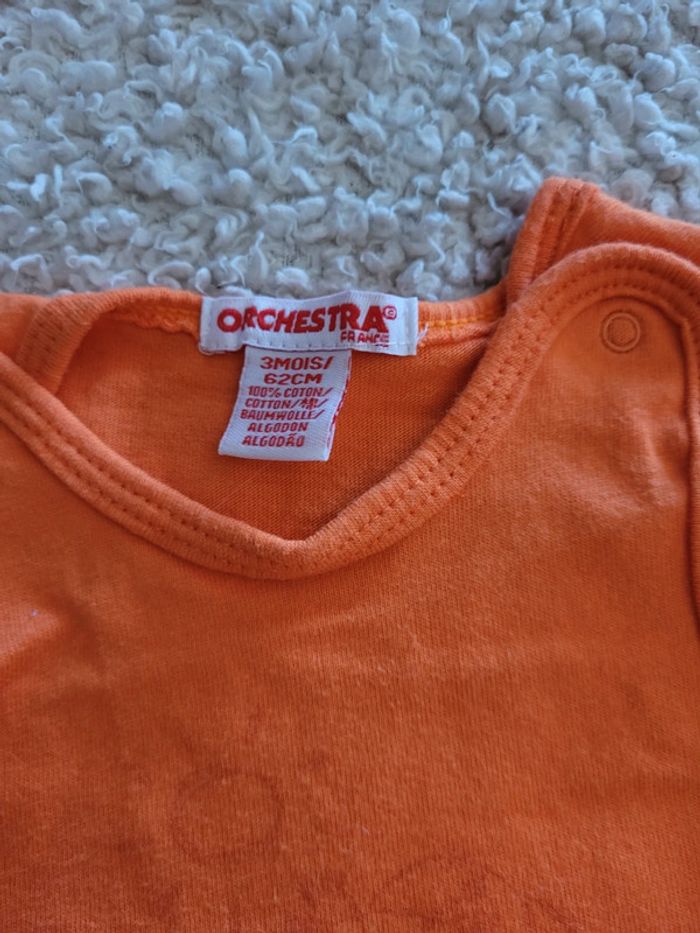 ORCHESTRA
FRANCE
3MOIS/
62CM
100% COTON/
COTTON/棉/
BAUMWOLLE/
ALGODON
ALGODÃO